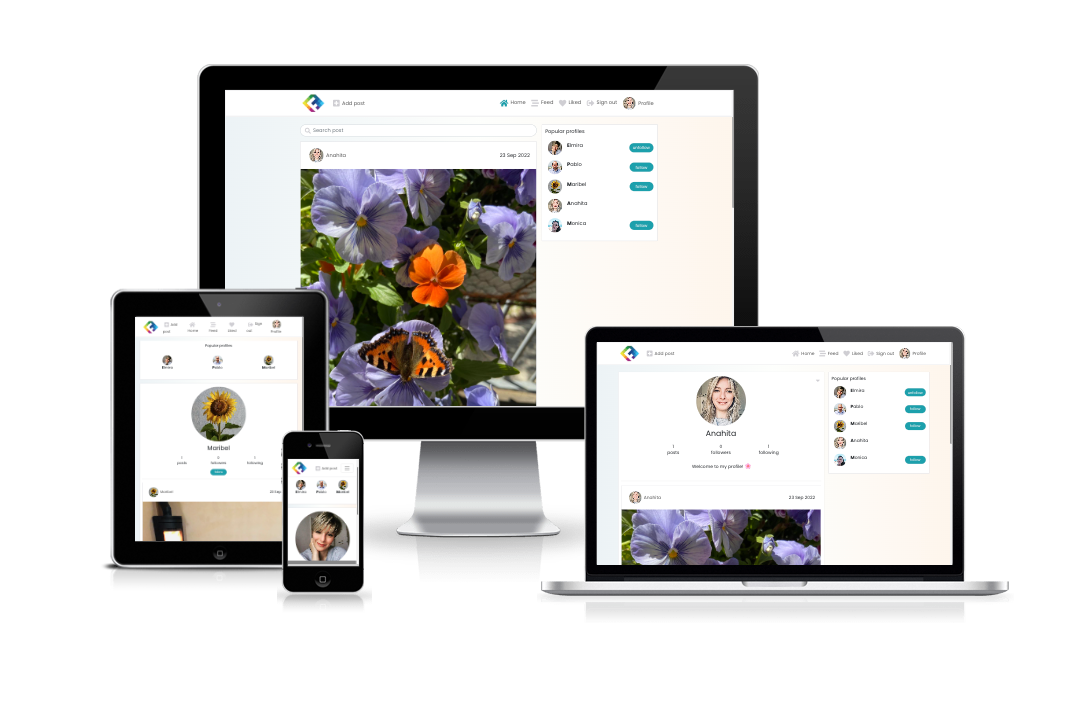 Add post
Home Feed Liked Sign out Profile
Search post
Anahita 23 Sep 2022
Popular profiles
Elmira unfollow
Pablo follow
Maribel follow
Anahita
Monica follow
Add
post
Home Feed Liked Sign
out
Profile
Popular profiles
Elmira Pablo Maribel
Maribel
1 0 1
posts followers following
follow
Maribel 23 Sep
Add post
Elmira Pablo Maribel
Add post
Home Feed Liked Sign out Profile
Anahita
1 0 1
posts followers following
Welcome to my profile! 🌸
Anahita 23 Sep 2022
Popular profiles
Elmira unfollow
Pablo follow
Maribel follow
Anahita
Monica follow